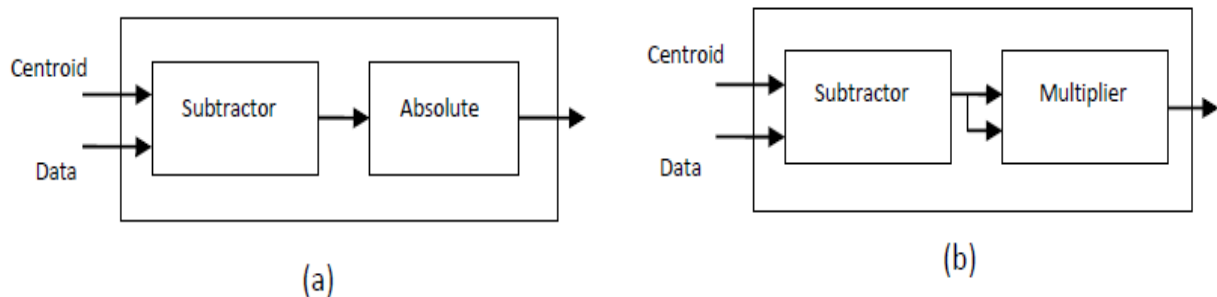 Centroid
Subtractor
Absolute
Data
(a)
Centroid
Subtractor
Multiplier
Data
(b)